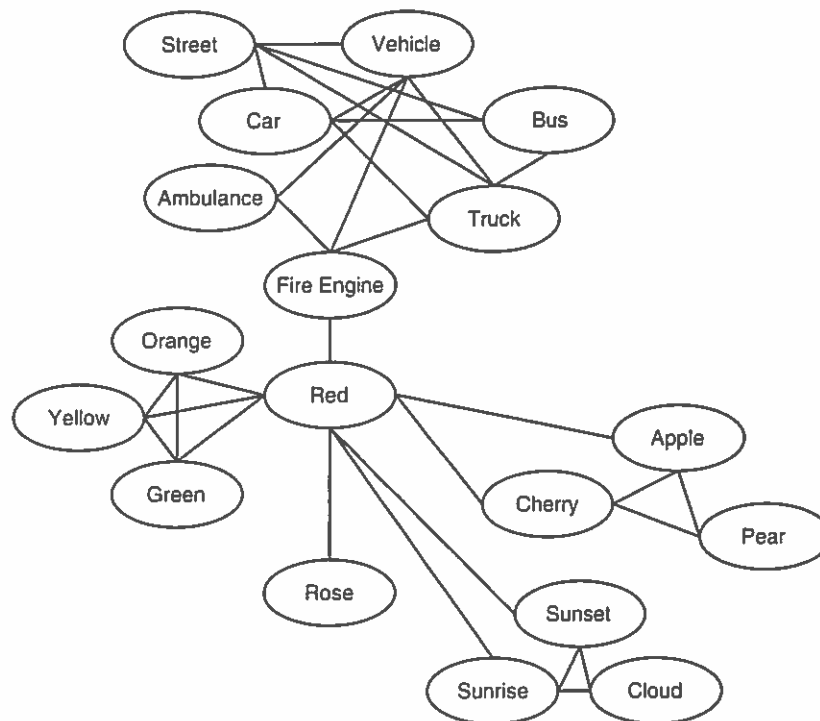 Street
Vehicle
Car
Bus
Ambulance
Truck
Fire Engine
Orange
Red
Yellow
Apple
Green
Cherry
Pear
Rose
Sunset
Sunrise
Cloud